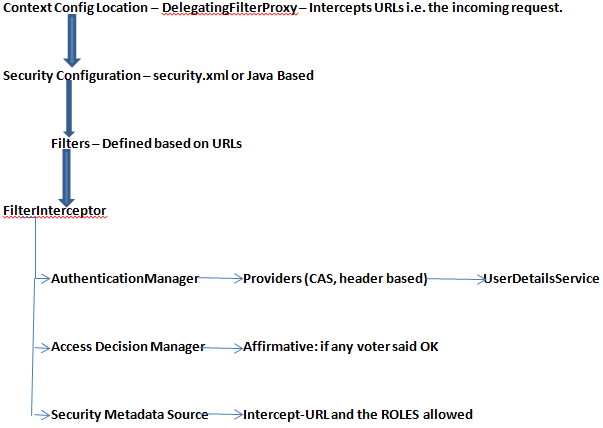 Context Config Location – DelegatingFilterProxy – Intercepts URLs i.e. the incoming request.
Security Configuration – security.xml or Java Based
Filters – Defined based on URLs
FilterInterceptor
AuthenticationManager Providers (CAS, header based) UserDetailsService
Access Decision Manager Affirmative: if any voter said OK
Security Metadata Source Intercept-URL and the ROLES allowed